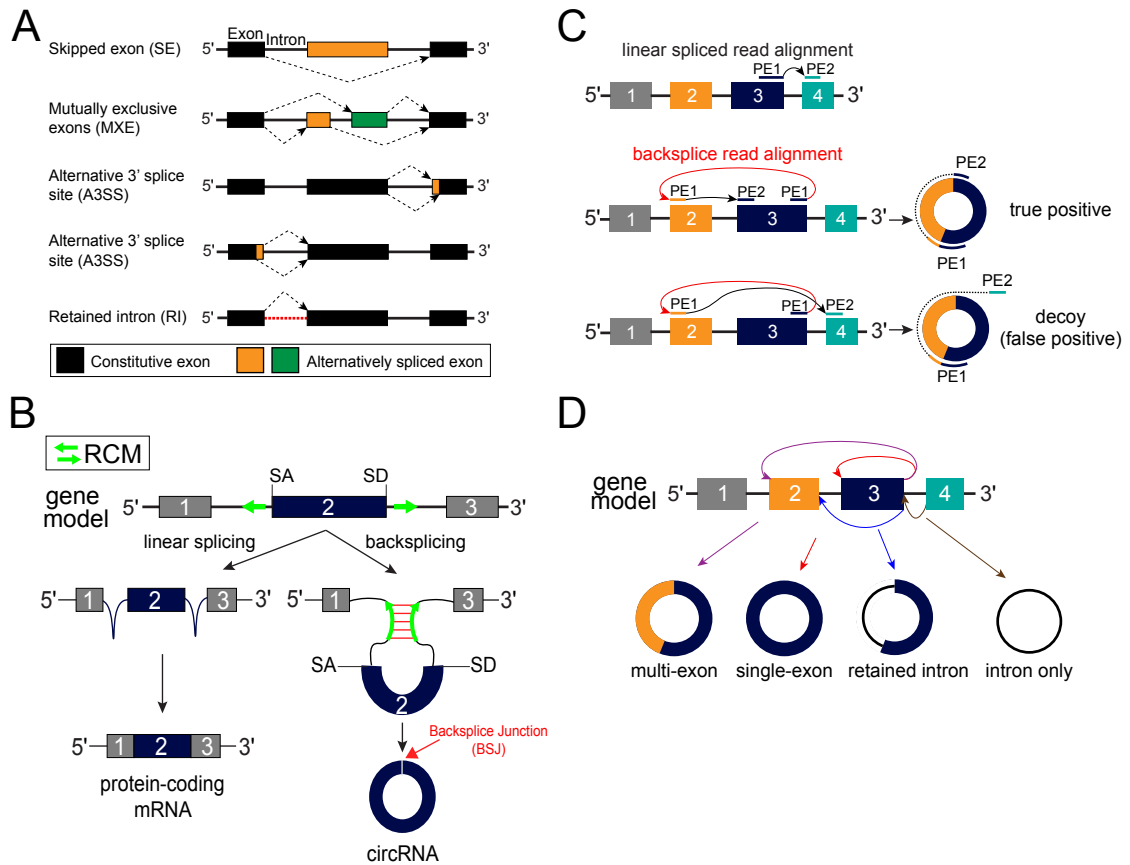 A
Exon
Intron
Skipped exon (SE)
5'
3'
Mutually exclusive
exons (MXE)
5'
3'
Alternative 3' splice
site (A3SS)
5'
3'
Alternative 3' splice
site (A3SS)
5'
3'
Retained intron (RI)
5'
3'
Constitutive exon
Alternatively spliced exon
B
RCM
SA
SD
gene
model
5'
1
2
3
3'
linear splicing
backsplicing
5'
1
2
3
3'
5'
1
3
3'
SA
SD
2
5'
1
2
3
3'
protein-coding
mRNA
Backsplice Junction
(BSJ)
circRNA
C
linear spliced read alignment
PE1
PE2
5'
1
2
3
4
3'
backsplice read alignment
PE1
PE2
PE1
5'
1
2
3
4
3'
PE2
PE1
true positive
PE1
PE1
PE2
5'
1
2
3
4
3'
PE2
PE1
decoy
(false positive)
D
gene
model
5'
1
2
3
4
3'
multi-exon
single-exon
retained intron
intron only